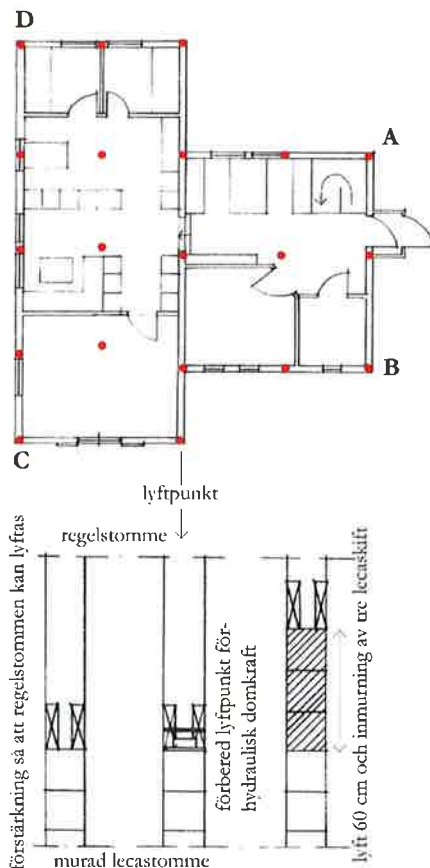 D
A
B
C
lyftpunkt
regelstomme
förstärkning så att regelstommen kan lyftas
förbered lyftpunkt för-
hydraulisk domkraft
lyft 60 cm och inmurning av tre lecaskift
murad lecastomme